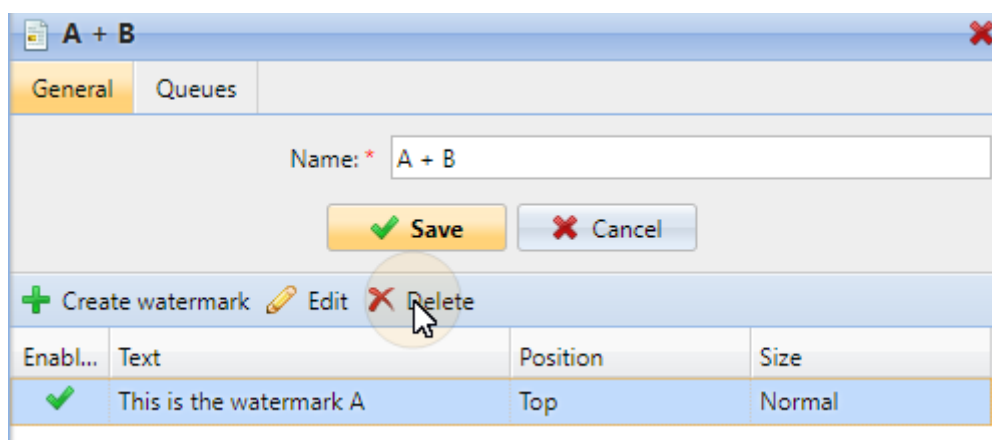 A + B
General Queues
Name: * A + B
Save Cancel
Create watermark Edit Delete
Enabl... Text Position Size
This is the watermark A Top Normal